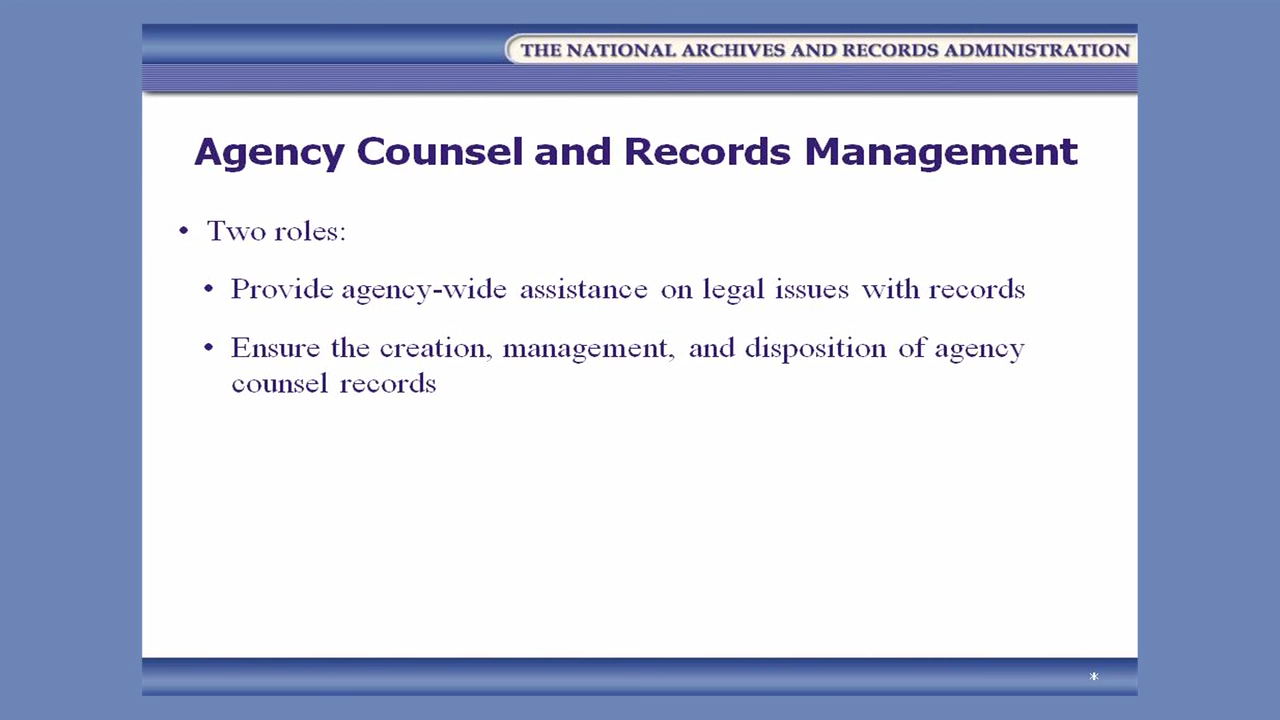 THE NATIONAL ARCHIVES AND RECORDS ADMINISTRATION
Agency Counsel and Records Management
• Two roles:
• Provide agency-wide assistance on legal issues with records
• Ensure the creation, management, and disposition of agency
counsel records
*